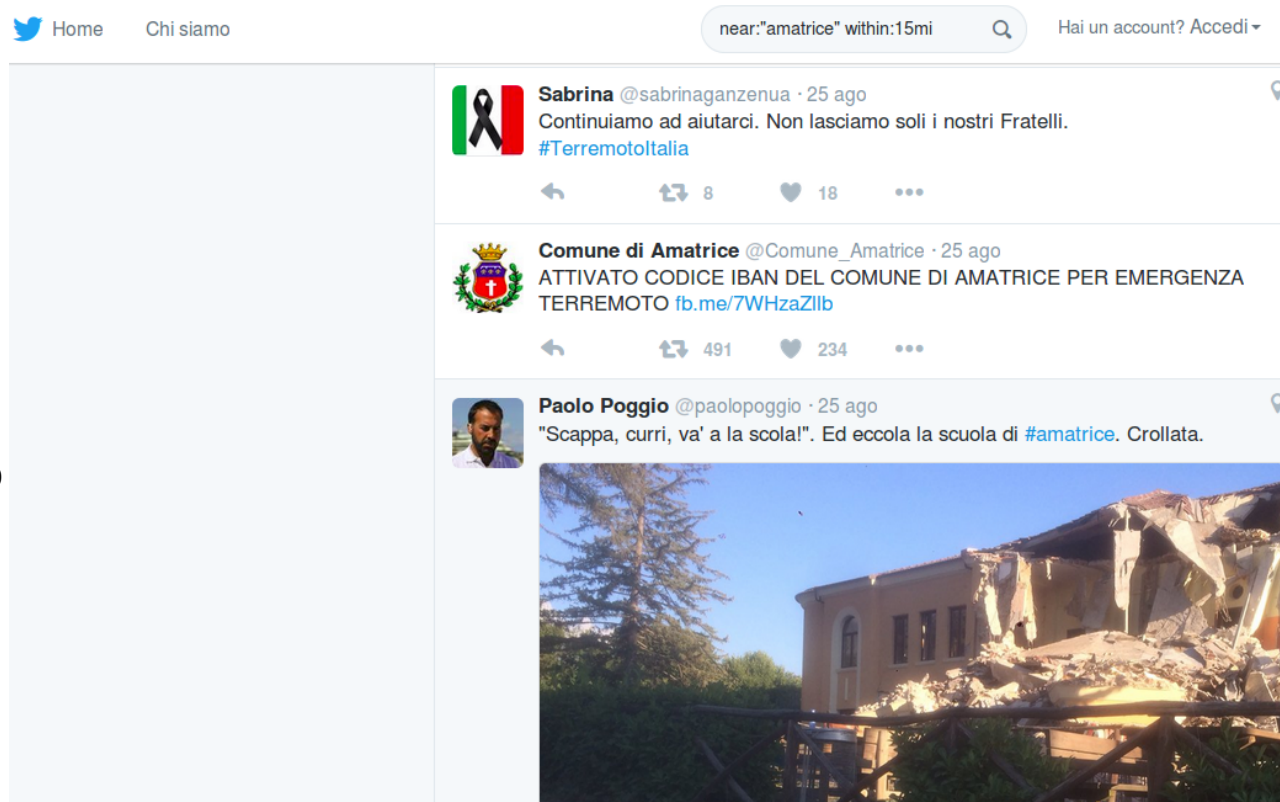 Home Chi siamo near:"amatrice" within:15mi Hai un account? Accedi
Sabrina @sabrinaganzenua · 25 ago
Continuiamo ad aiutarci. Non lasciamo soli i nostri Fratelli.
#TerremotoItalia
8 18
Comune di Amatrice @Comune_Amatrice · 25 ago
ATTIVATO CODICE IBAN DEL COMUNE DI AMATRICE PER EMERGENZA
TERREMOTO fb.me/7WHzaZllb
491 234
Paolo Poggio @paolopoggio · 25 ago
"Scappa, curri, va' a la scola!". Ed eccola la scuola di #amatrice. Crollata.